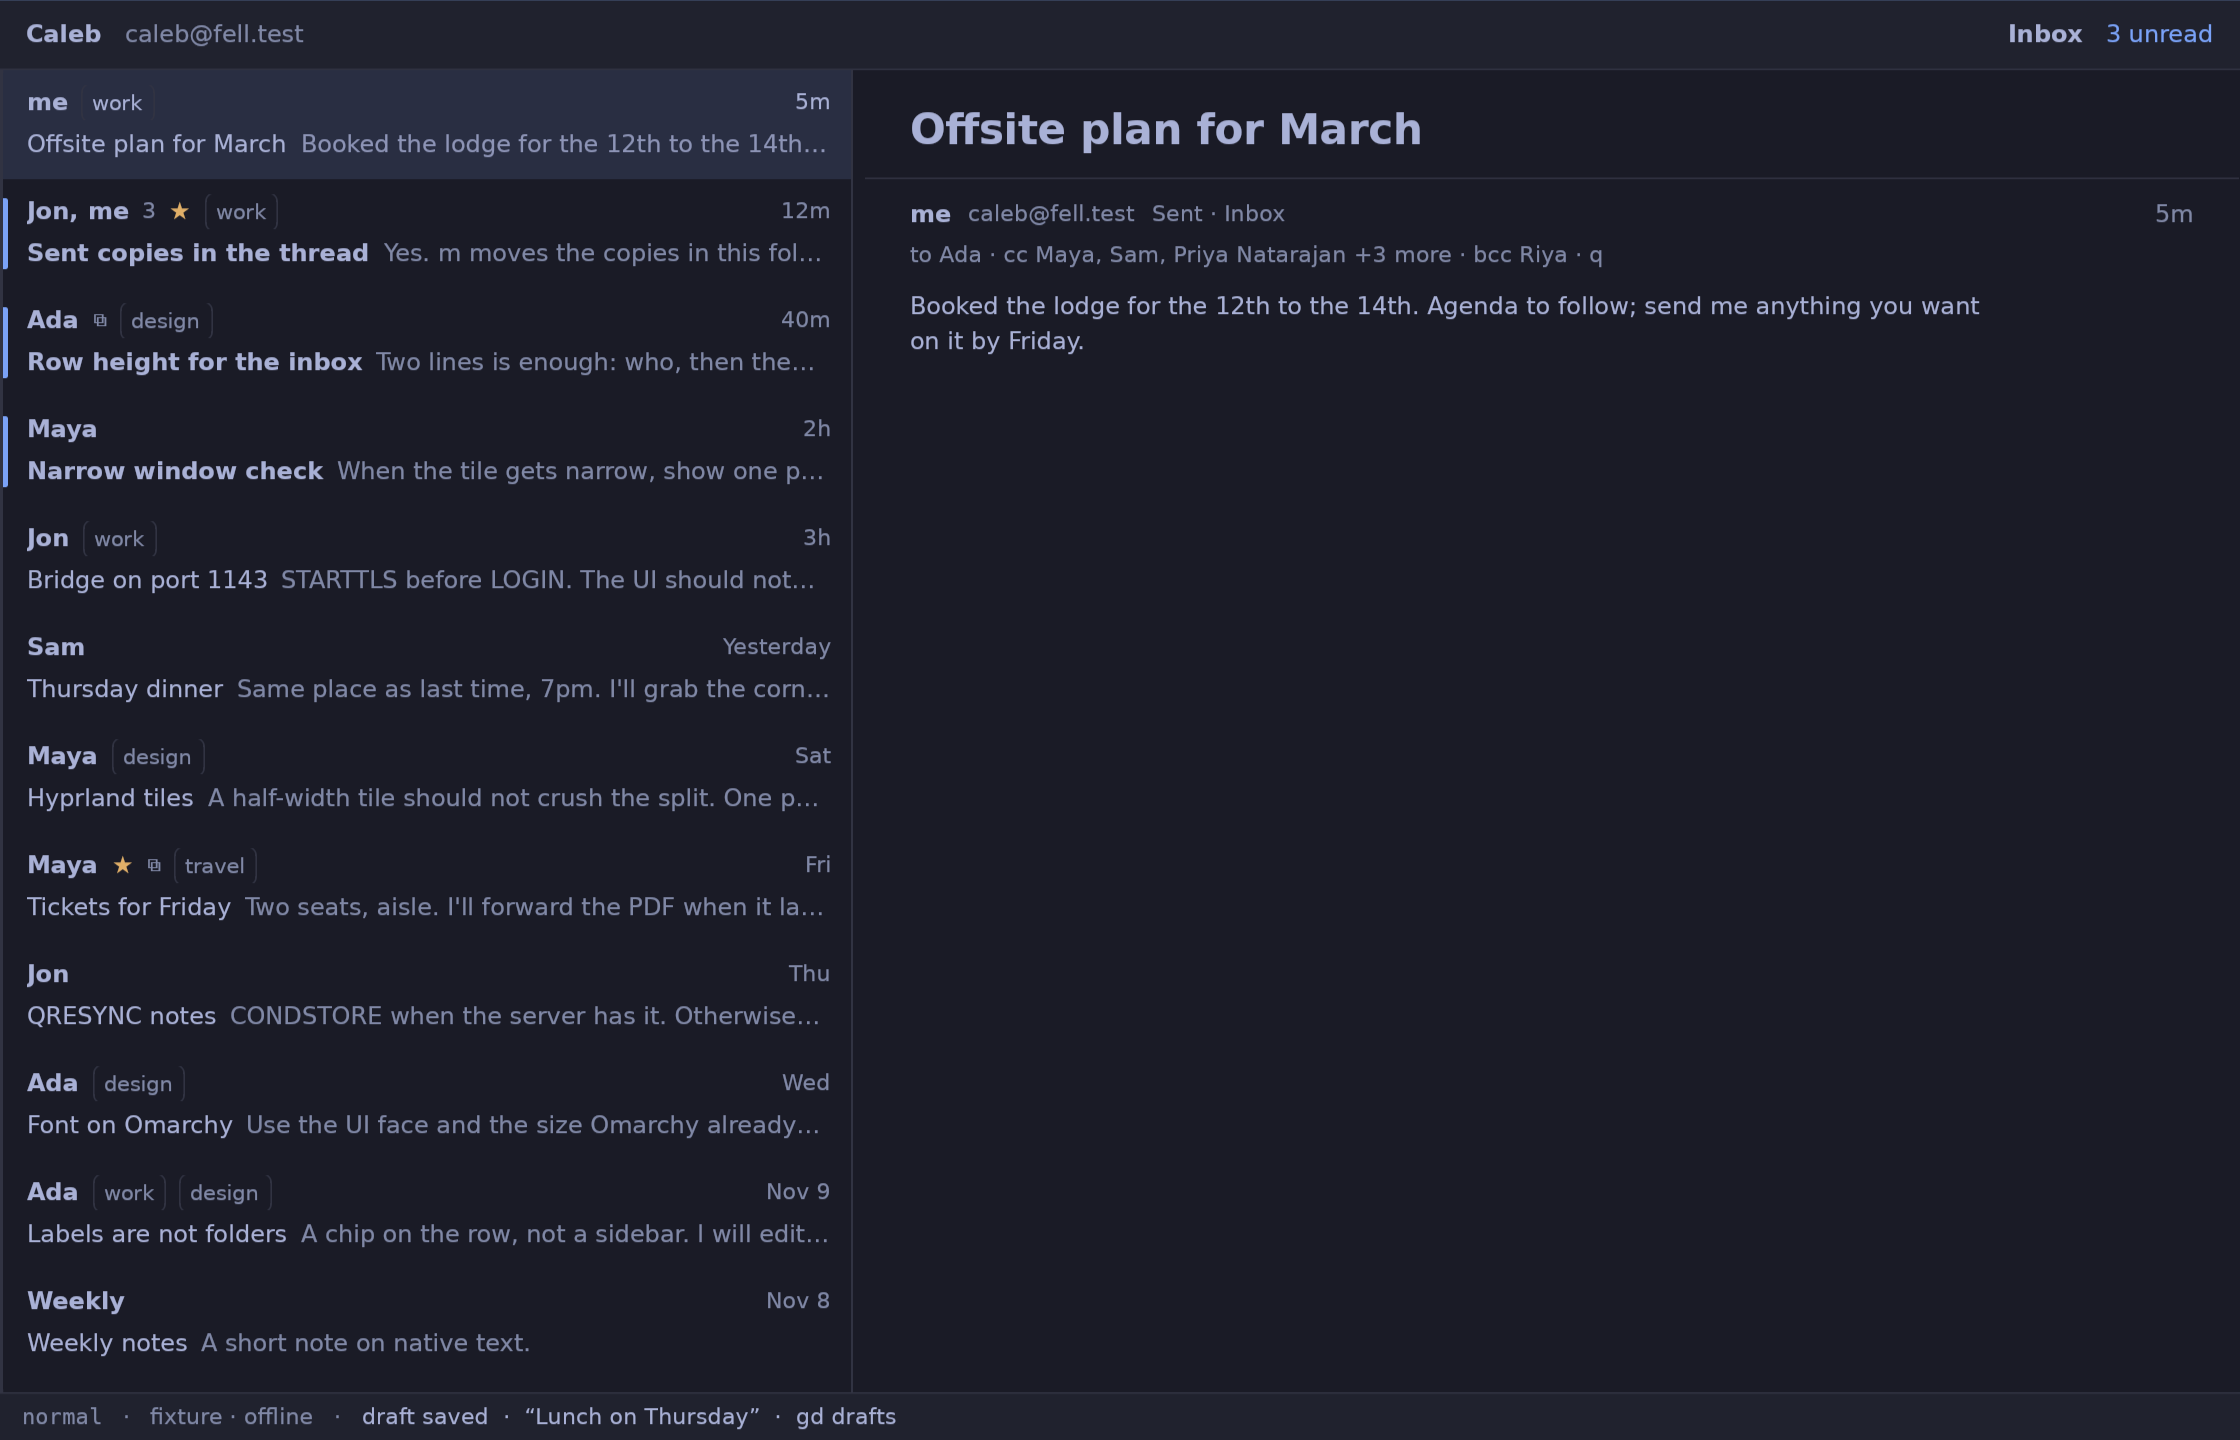 Caleb caleb@fell.test Inbox 3 unread
me work 5m
Offsite plan for March Booked the lodge for the 12th to the 14th…
Jon, me 3 ★ work 12m
Sent copies in the thread Yes. m moves the copies in this fol…
Ada design 40m
Row height for the inbox Two lines is enough: who, then the…
Maya 2h
Narrow window check When the tile gets narrow, show one p…
Jon work 3h
Bridge on port 1143 STARTTLS before LOGIN. The UI should not…
Sam Yesterday
Thursday dinner Same place as last time, 7pm. I'll grab the corn…
Maya design Sat
Hyprland tiles A half-width tile should not crush the split. One p…
Maya ★ travel Fri
Tickets for Friday Two seats, aisle. I'll forward the PDF when it la…
Jon Thu
QRESYNC notes CONDSTORE when the server has it. Otherwise…
Ada design Wed
Font on Omarchy Use the UI face and the size Omarchy already…
Ada work design Nov 9
Labels are not folders A chip on the row, not a sidebar. I will edit…
Weekly Nov 8
Weekly notes A short note on native text.
Offsite plan for March
me caleb@fell.test Sent · Inbox 5m
to Ada · cc Maya, Sam, Priya Natarajan +3 more · bcc Riya · q
Booked the lodge for the 12th to the 14th. Agenda to follow; send me anything you want
on it by Friday.
normal · fixture · offline · draft saved · “Lunch on Thursday” · gd drafts